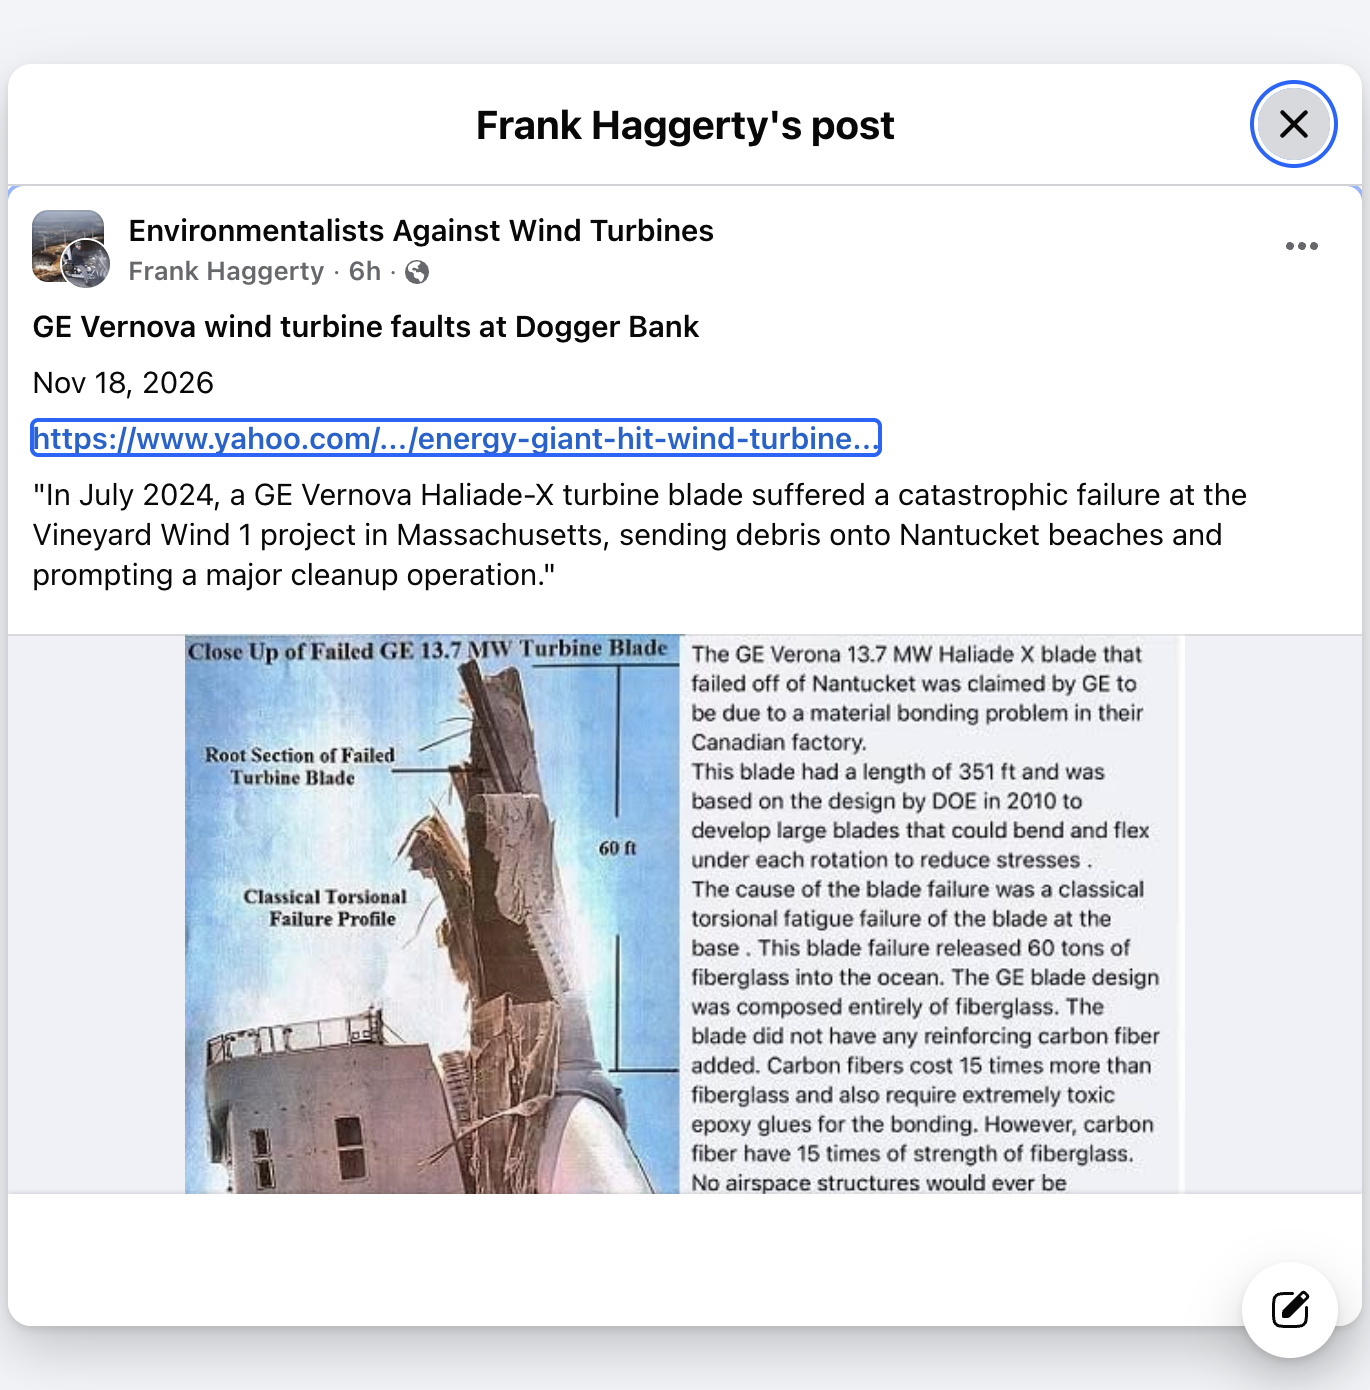 Frank Haggerty's post
Environmentalists Against Wind Turbines
Frank Haggerty · 6h ·
GE Vernova wind turbine faults at Dogger Bank
Nov 18, 2026
https://www.yahoo.com/.../energy-giant-hit-wind-turbine...
"In July 2024, a GE Vernova Haliade-X turbine blade suffered a catastrophic failure at the
Vineyard Wind 1 project in Massachusetts, sending debris onto Nantucket beaches and
prompting a major cleanup operation."
Close Up of Failed GE 13.7 MW Turbine Blade
Root Section of Failed
Turbine Blade
60 ft
Classical Torsional
Failure Profile
The GE Verona 13.7 MW Haliade X blade that
failed off of Nantucket was claimed by GE to
be due to a material bonding problem in their
Canadian factory.
This blade had a length of 351 ft and was
based on the design by DOE in 2010 to
develop large blades that could bend and flex
under each rotation to reduce stresses .
The cause of the blade failure was a classical
torsional fatigue failure of the blade at the
base . This blade failure released 60 tons of
fiberglass into the ocean. The GE blade design
was composed entirely of fiberglass. The
blade did not have any reinforcing carbon fiber
added. Carbon fibers cost 15 times more than
fiberglass and also require extremely toxic
epoxy glues for the bonding. However, carbon
fiber have 15 times of strength of fiberglass.
No airspace structures would ever be